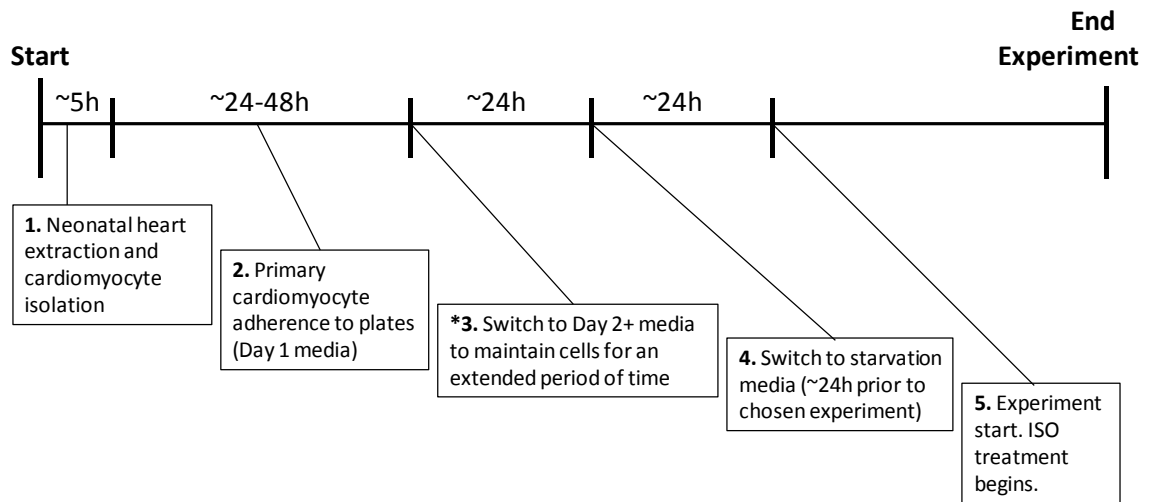 Start
End
Experiment
~5h
~24-48h
~24h
~24h
1. Neonatal heart
extraction and
cardiomyocyte
isolation
2. Primary
cardiomyocyte
adherence to plates
(Day 1 media)
*3. Switch to Day 2+ media
to maintain cells for an
extended period of time
4. Switch to starvation
media (~24h prior to
chosen experiment)
5. Experiment
start. ISO
treatment
begins.